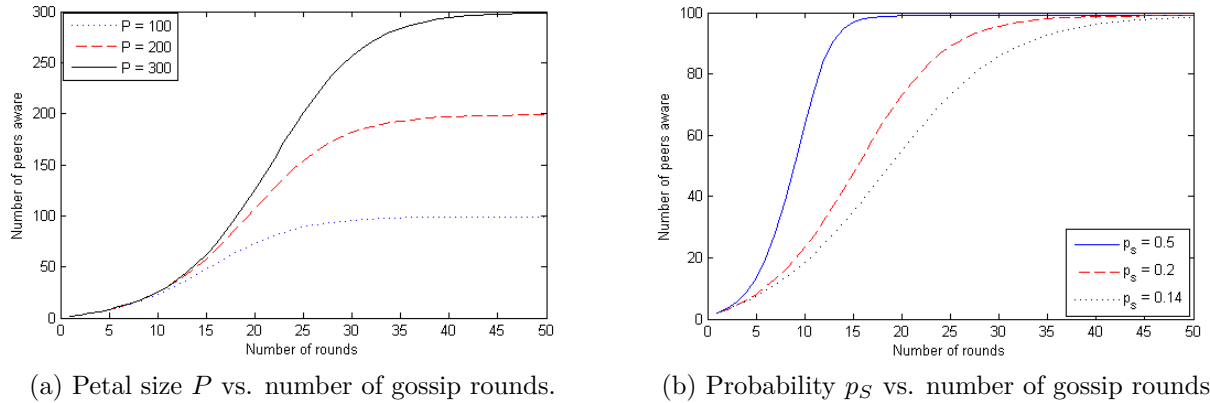 300
250
200
150
100
50
0
Number of peers aware
P = 100
P = 200
P = 300
0 5 10 15 20 25 30 35 40 45 50
Number of rounds
(a) Petal size P vs. number of gossip rounds.
100
80
60
40
20
0
Number of peers aware
p_s = 0.5
p_s = 0.2
p_s = 0.14
0 5 10 15 20 25 30 35 40 45 50
Number of rounds
(b) Probability p_S vs. number of gossip rounds